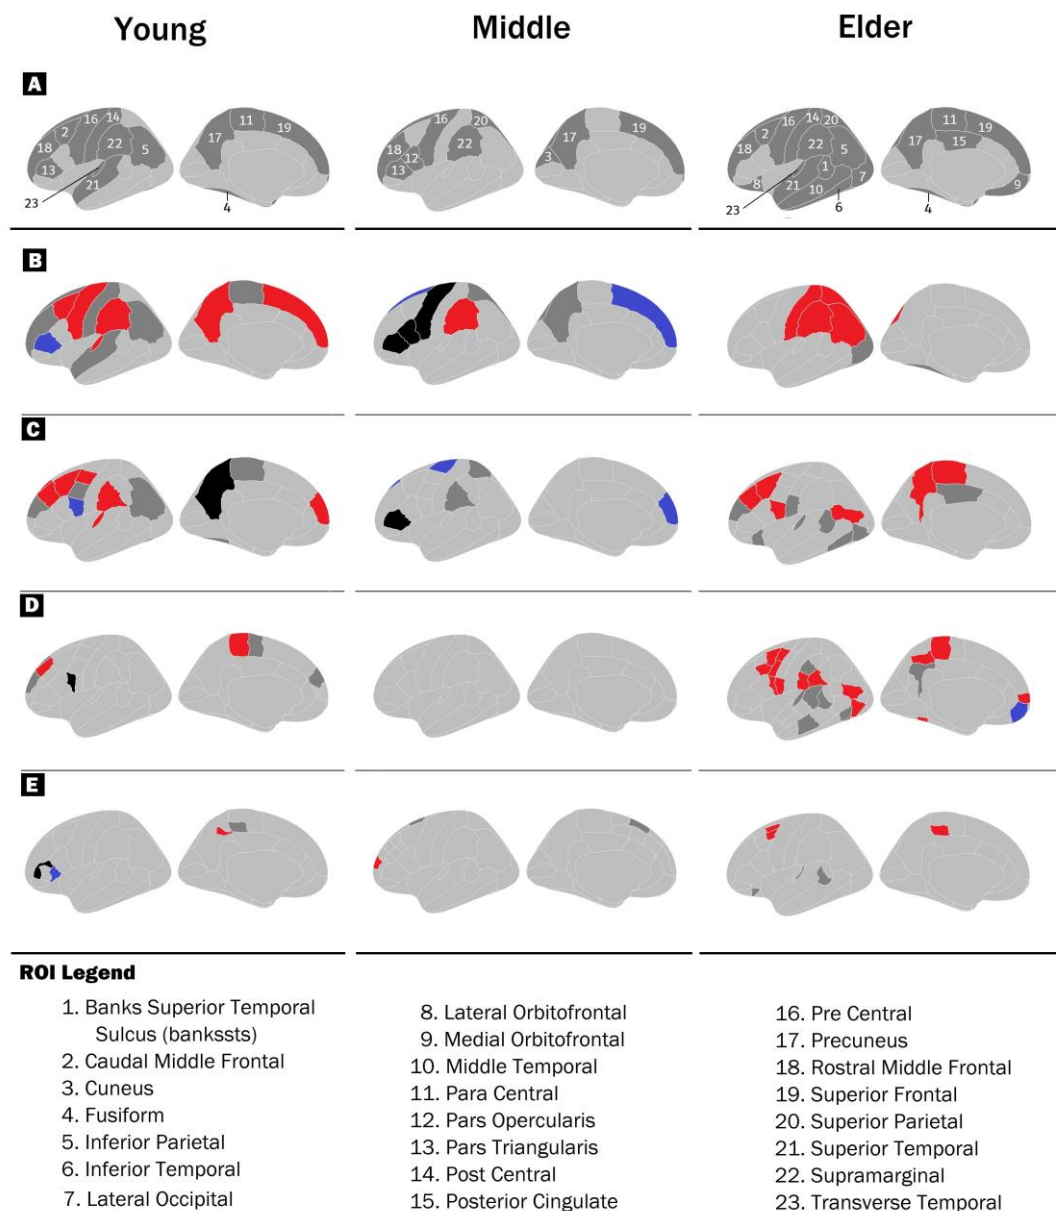 Young Middle Elder
A
16 14
2
18 22 5
13
21
23
11
17 19
4
16 20
18 22
12
13
19
17
3
16 14 20
2
18 22 5
1
8 21 7
10
23 6
11
19
17 15
9
4
B
C
D
E
ROI Legend
1. Banks Superior Temporal
Sulcus (bankssts)
2. Caudal Middle Frontal
3. Cuneus
4. Fusiform
5. Inferior Parietal
6. Inferior Temporal
7. Lateral Occipital
8. Lateral Orbitofrontal
9. Medial Orbitofrontal
10. Middle Temporal
11. Para Central
12. Pars Opercularis
13. Pars Triangularis
14. Post Central
15. Posterior Cingulate
16. Pre Central
17. Precuneus
18. Rostral Middle Frontal
19. Superior Frontal
20. Superior Parietal
21. Superior Temporal
22. Supramarginal
23. Transverse Temporal